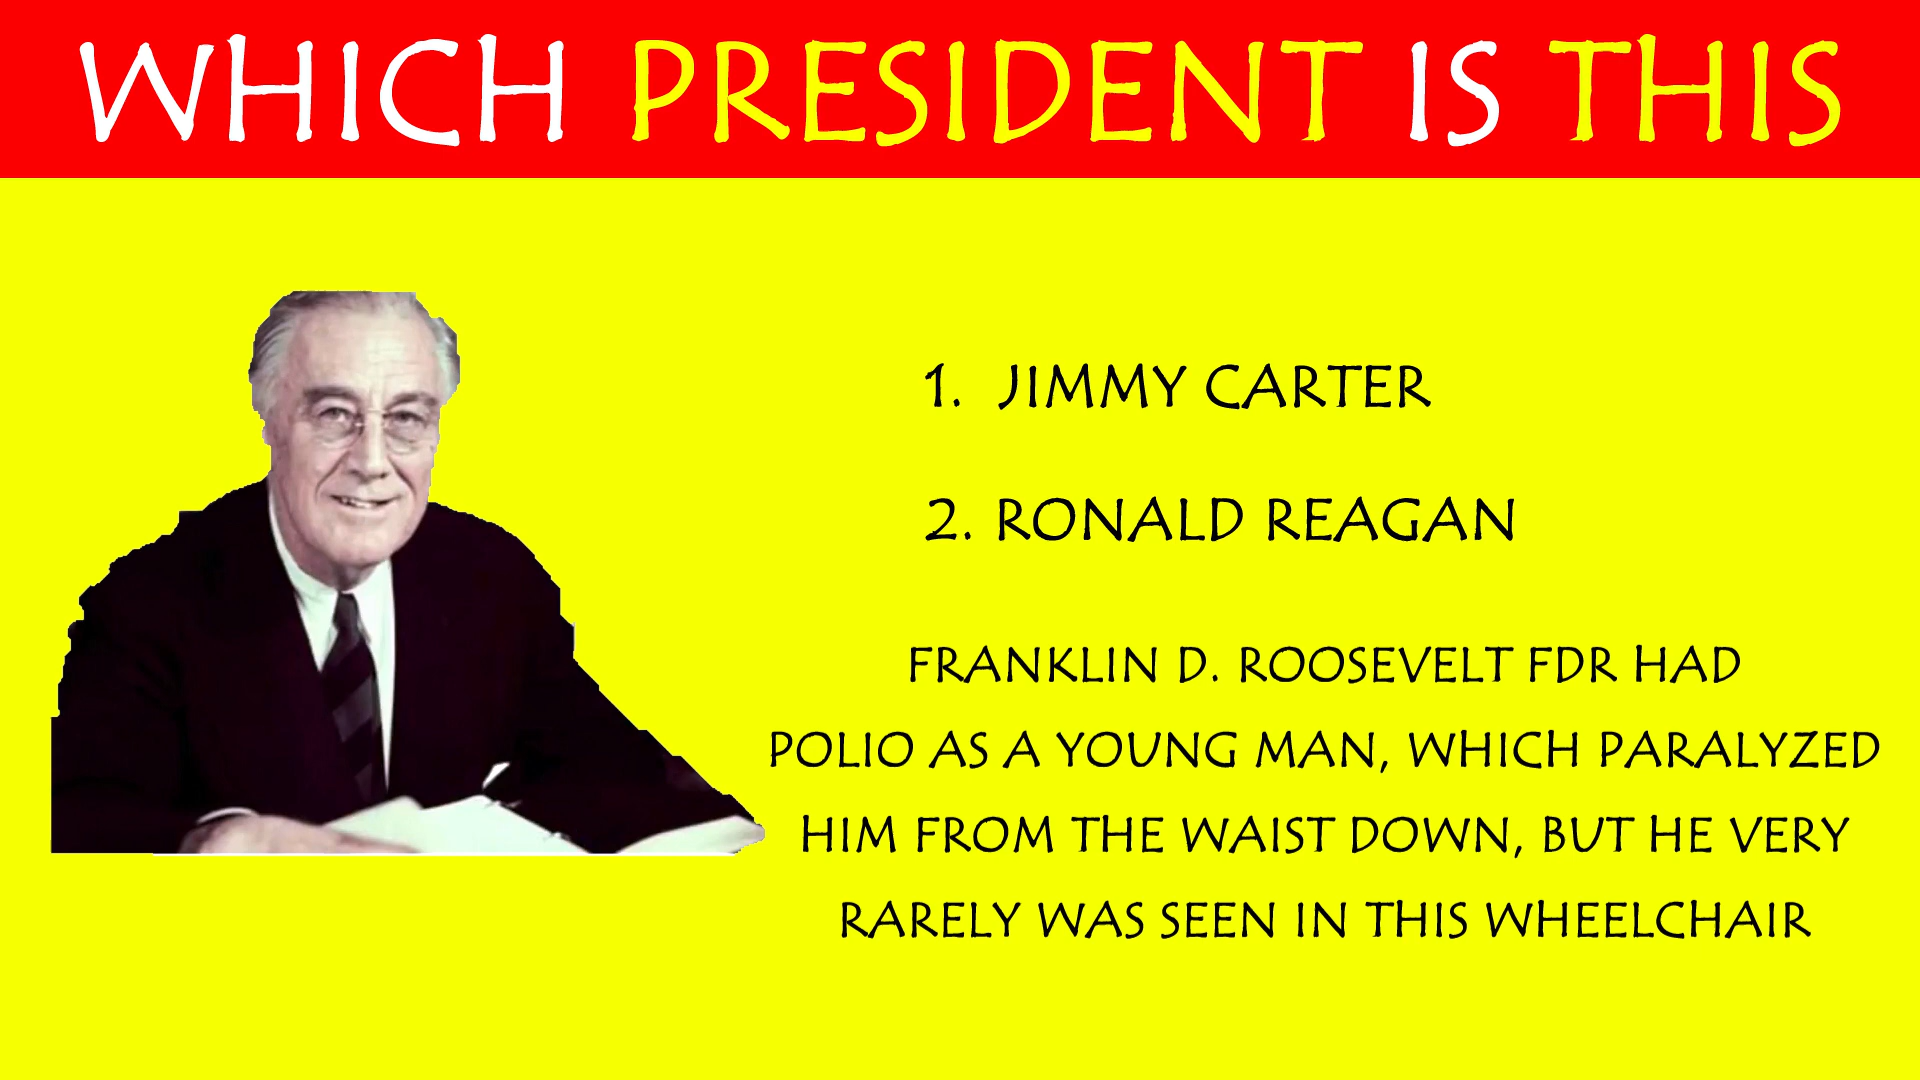 WHICH PRESIDENT IS THIS
1. JIMMY CARTER
2. RONALD REAGAN
FRANKLIN D. ROOSEVELT FDR HAD
POLIO AS A YOUNG MAN, WHICH PARALYZED
HIM FROM THE WAIST DOWN, BUT HE VERY
RARELY WAS SEEN IN THIS WHEELCHAIR